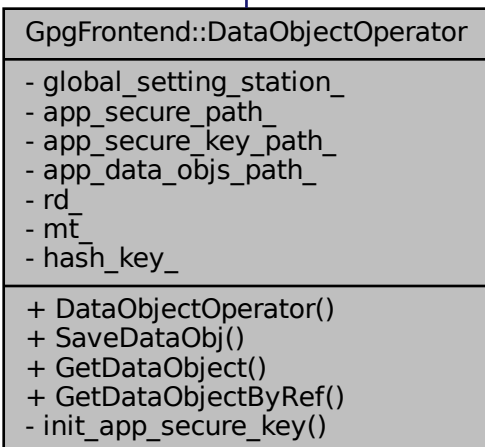 GpgFrontend::DataObjectOperator
- global_setting_station_
- app_secure_path_
- app_secure_key_path_
- app_data_objs_path_
- rd_
- mt_
- hash_key_
+ DataObjectOperator()
+ SaveDataObj()
+ GetDataObject()
+ GetDataObjectByRef()
- init_app_secure_key()